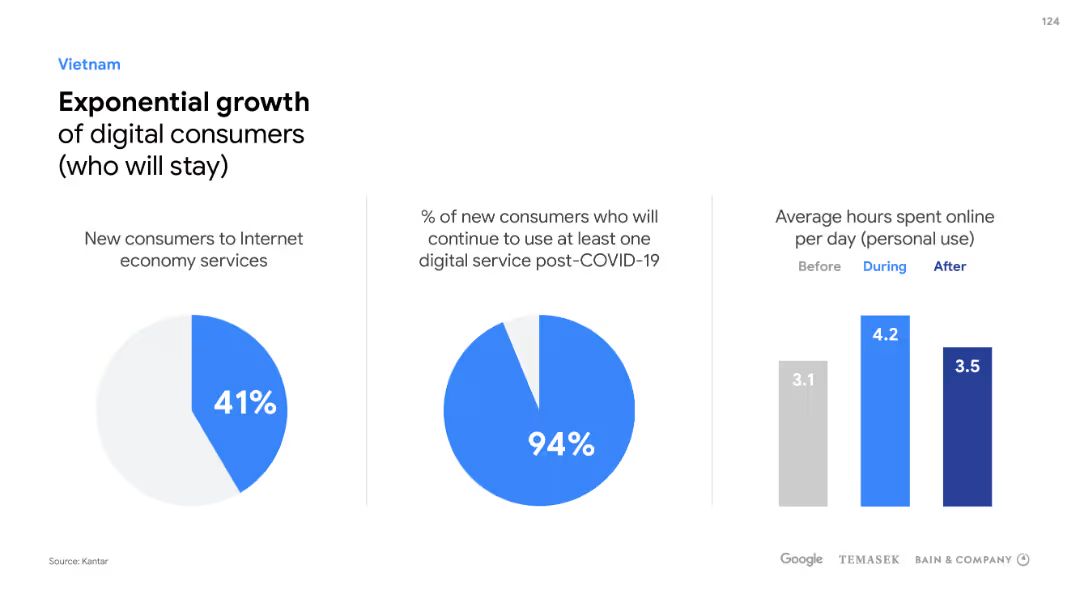 124
Vietnam
Exponential growth
of digital consumers
(who will stay)
New consumers to Internet
economy services
41%
% of new consumers who will
continue to use at least one
digital service post-COVID-19
94%
Average hours spent online
per day (personal use)
Before During After
3.1
4.2
3.5
Source: Kantar
Google TEMASEK BAIN & COMPANY